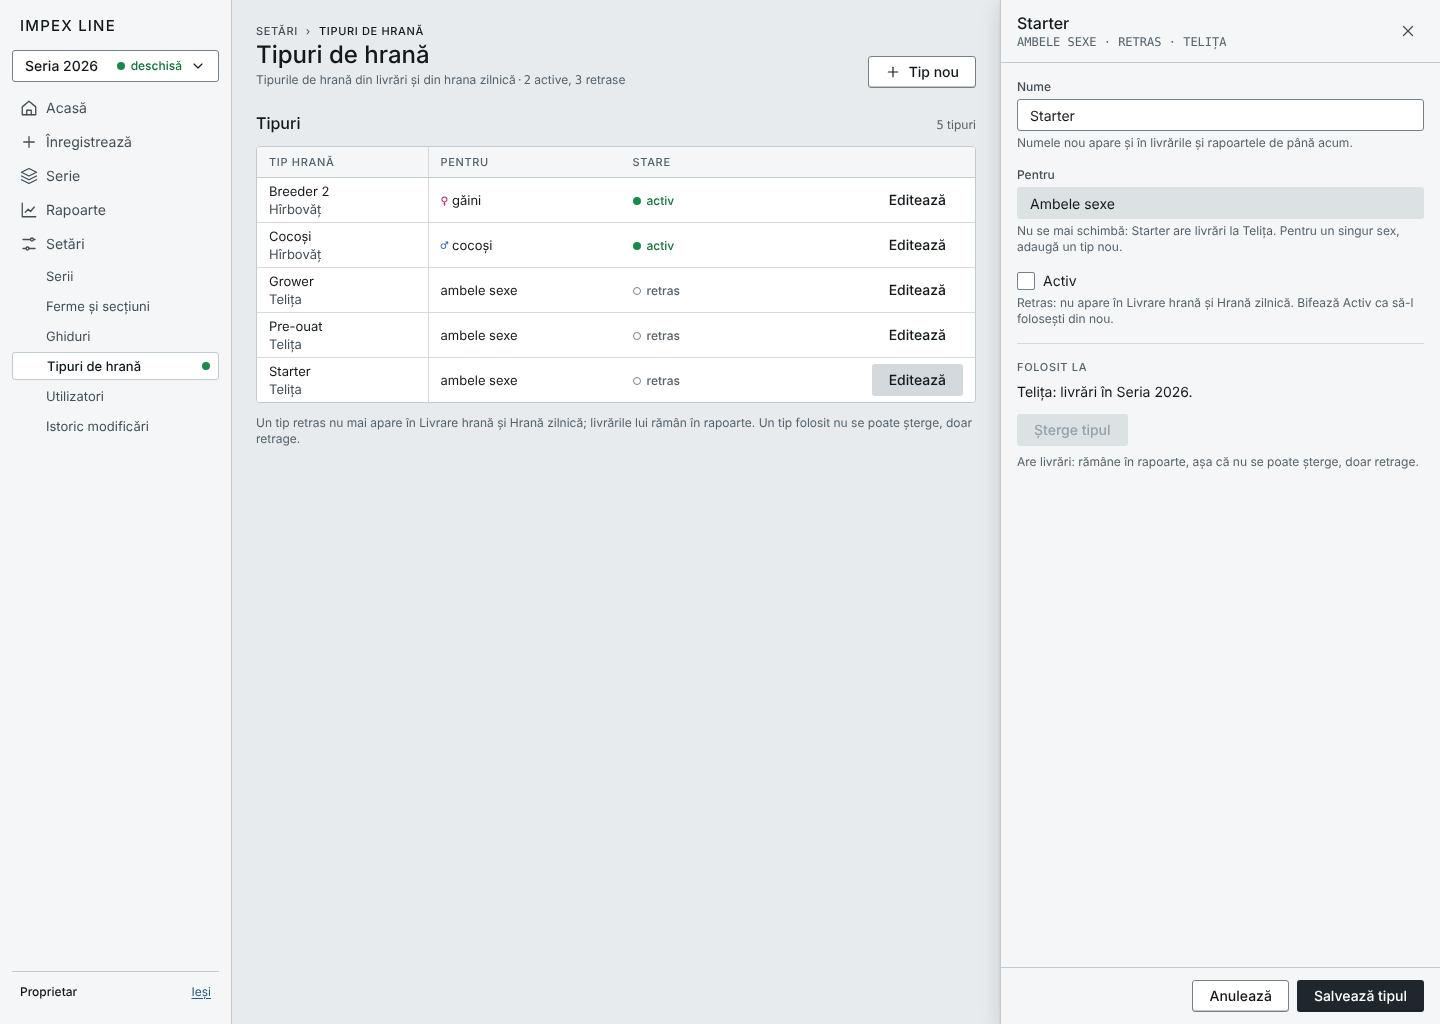 IMPEX LINE
Seria 2026 deschisă
Acasă
Înregistrează
Serie
Rapoarte
Setări
Serii
Ferme și secțiuni
Ghiduri
Tipuri de hrană
Utilizatori
Istoric modificări
Proprietar Ieși
SETĂRI › TIPURI DE HRANĂ
Tipuri de hrană
Tipurile de hrană din livrări și din hrana zilnică · 2 active, 3 retrase
Tip nou
Tipuri 5 tipuri
TIP HRANĂ PENTRU STARE
Breeder 2
Hîrbovăț
♀ găini activ Editează
Cocoși
Hîrbovăț
♂ cocoși activ Editează
Grower
Telița
ambele sexe retras Editează
Pre-ouat
Telița
ambele sexe retras Editează
Starter
Telița
ambele sexe retras Editează
Un tip retras nu mai apare în Livrare hrană și Hrană zilnică; livrările lui rămân în rapoarte. Un tip folosit nu se poate șterge, doar
retrage.
Starter
AMBELE SEXE · RETRAS · TELIȚA
Nume
Starter
Numele nou apare și în livrările și rapoartele de până acum.
Pentru
Ambele sexe
Nu se mai schimbă: Starter are livrări la Telița. Pentru un singur sex,
adaugă un tip nou.
Activ
Retras: nu apare în Livrare hrană și Hrană zilnică. Bifează Activ ca să-l
folosești din nou.
FOLOSIT LA
Telița: livrări în Seria 2026.
Șterge tipul
Are livrări: rămâne în rapoarte, așa că nu se poate șterge, doar retrage.
Anulează Salvează tipul